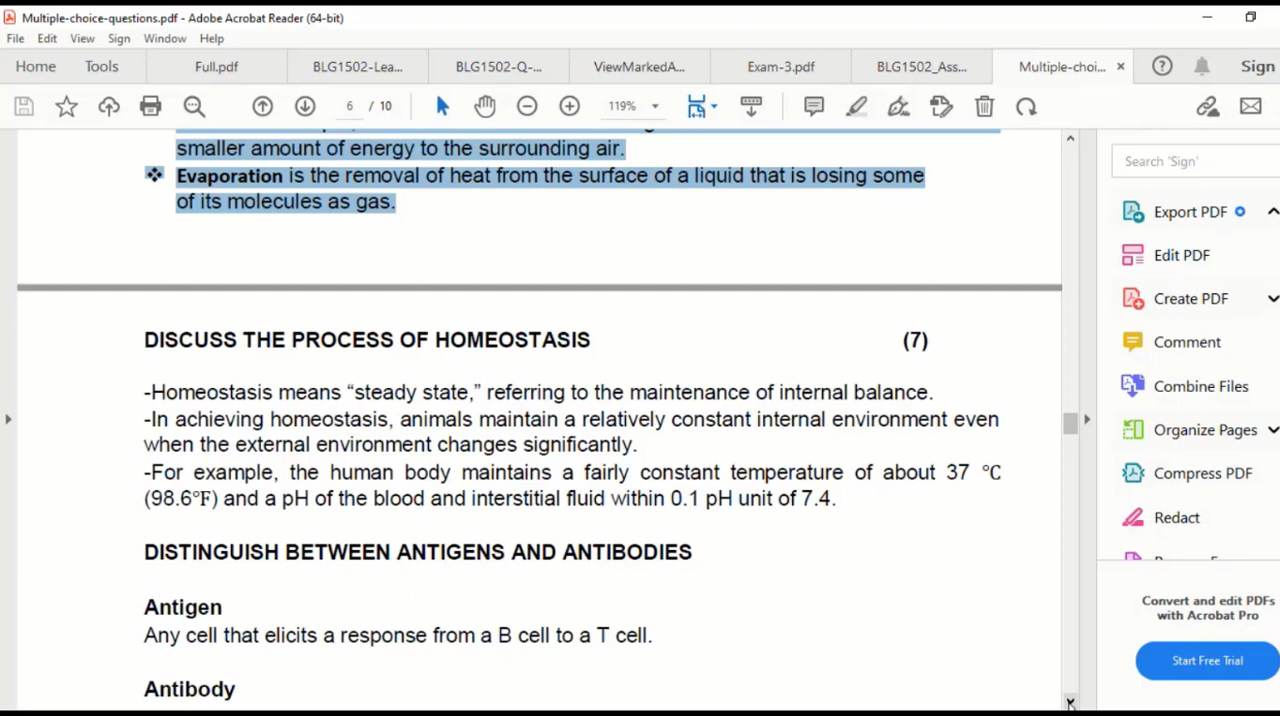 Multiple-choice-questions.pdf - Adobe Acrobat Reader (64-bit)
File Edit View Sign Window Help
Home Tools Full.pdf BLG1502-Lea... BLG1502-Q-... ViewMarkedA... Exam-3.pdf BLG1502_Ass... Multiple-choi... × Sign
6 / 10 119%
smaller amount of energy to the surrounding air.
❖ Evaporation is the removal of heat from the surface of a liquid that is losing some
of its molecules as gas.
DISCUSS THE PROCESS OF HOMEOSTASIS (7)
-Homeostasis means “steady state,” referring to the maintenance of internal balance.
-In achieving homeostasis, animals maintain a relatively constant internal environment even
when the external environment changes significantly.
-For example, the human body maintains a fairly constant temperature of about 37 °C
(98.6°F) and a pH of the blood and interstitial fluid within 0.1 pH unit of 7.4.
DISTINGUISH BETWEEN ANTIGENS AND ANTIBODIES
Antigen
Any cell that elicits a response from a B cell to a T cell.
Antibody
Search 'Sign'
Export PDF
Edit PDF
Create PDF
Comment
Combine Files
Organize Pages
Compress PDF
Redact
Convert and edit PDFs
with Acrobat Pro
Start Free Trial